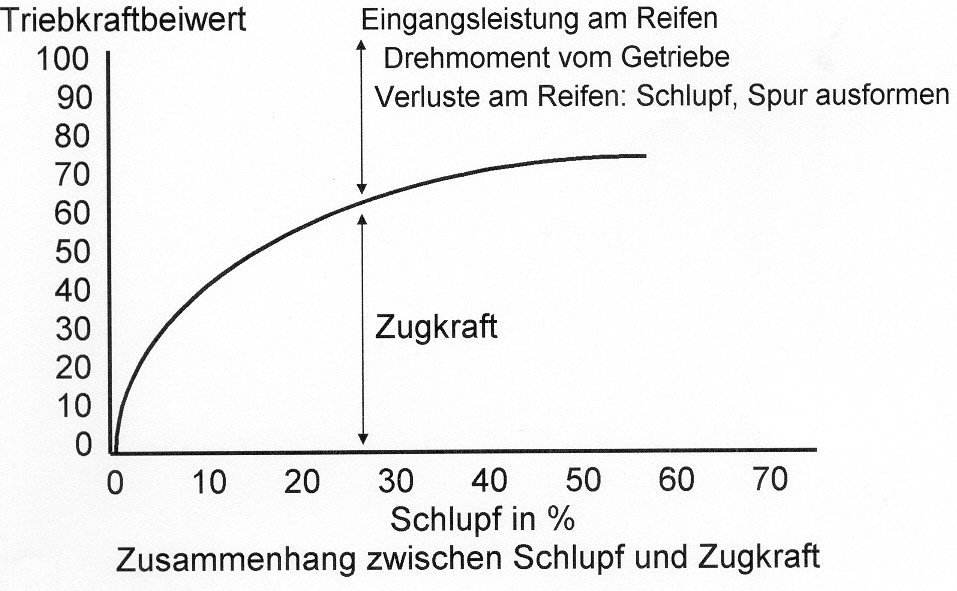 Triebkraftbeiwert
Eingangsleistung am Reifen
Drehmoment vom Getriebe
Verluste am Reifen: Schlupf, Spur ausformen
100
90
80
70
60
50
40
30
20
10
0
Zugkraft
0 10 20 30 40 50 60 70
Schlupf in %
Zusammenhang zwischen Schlupf und Zugkraft